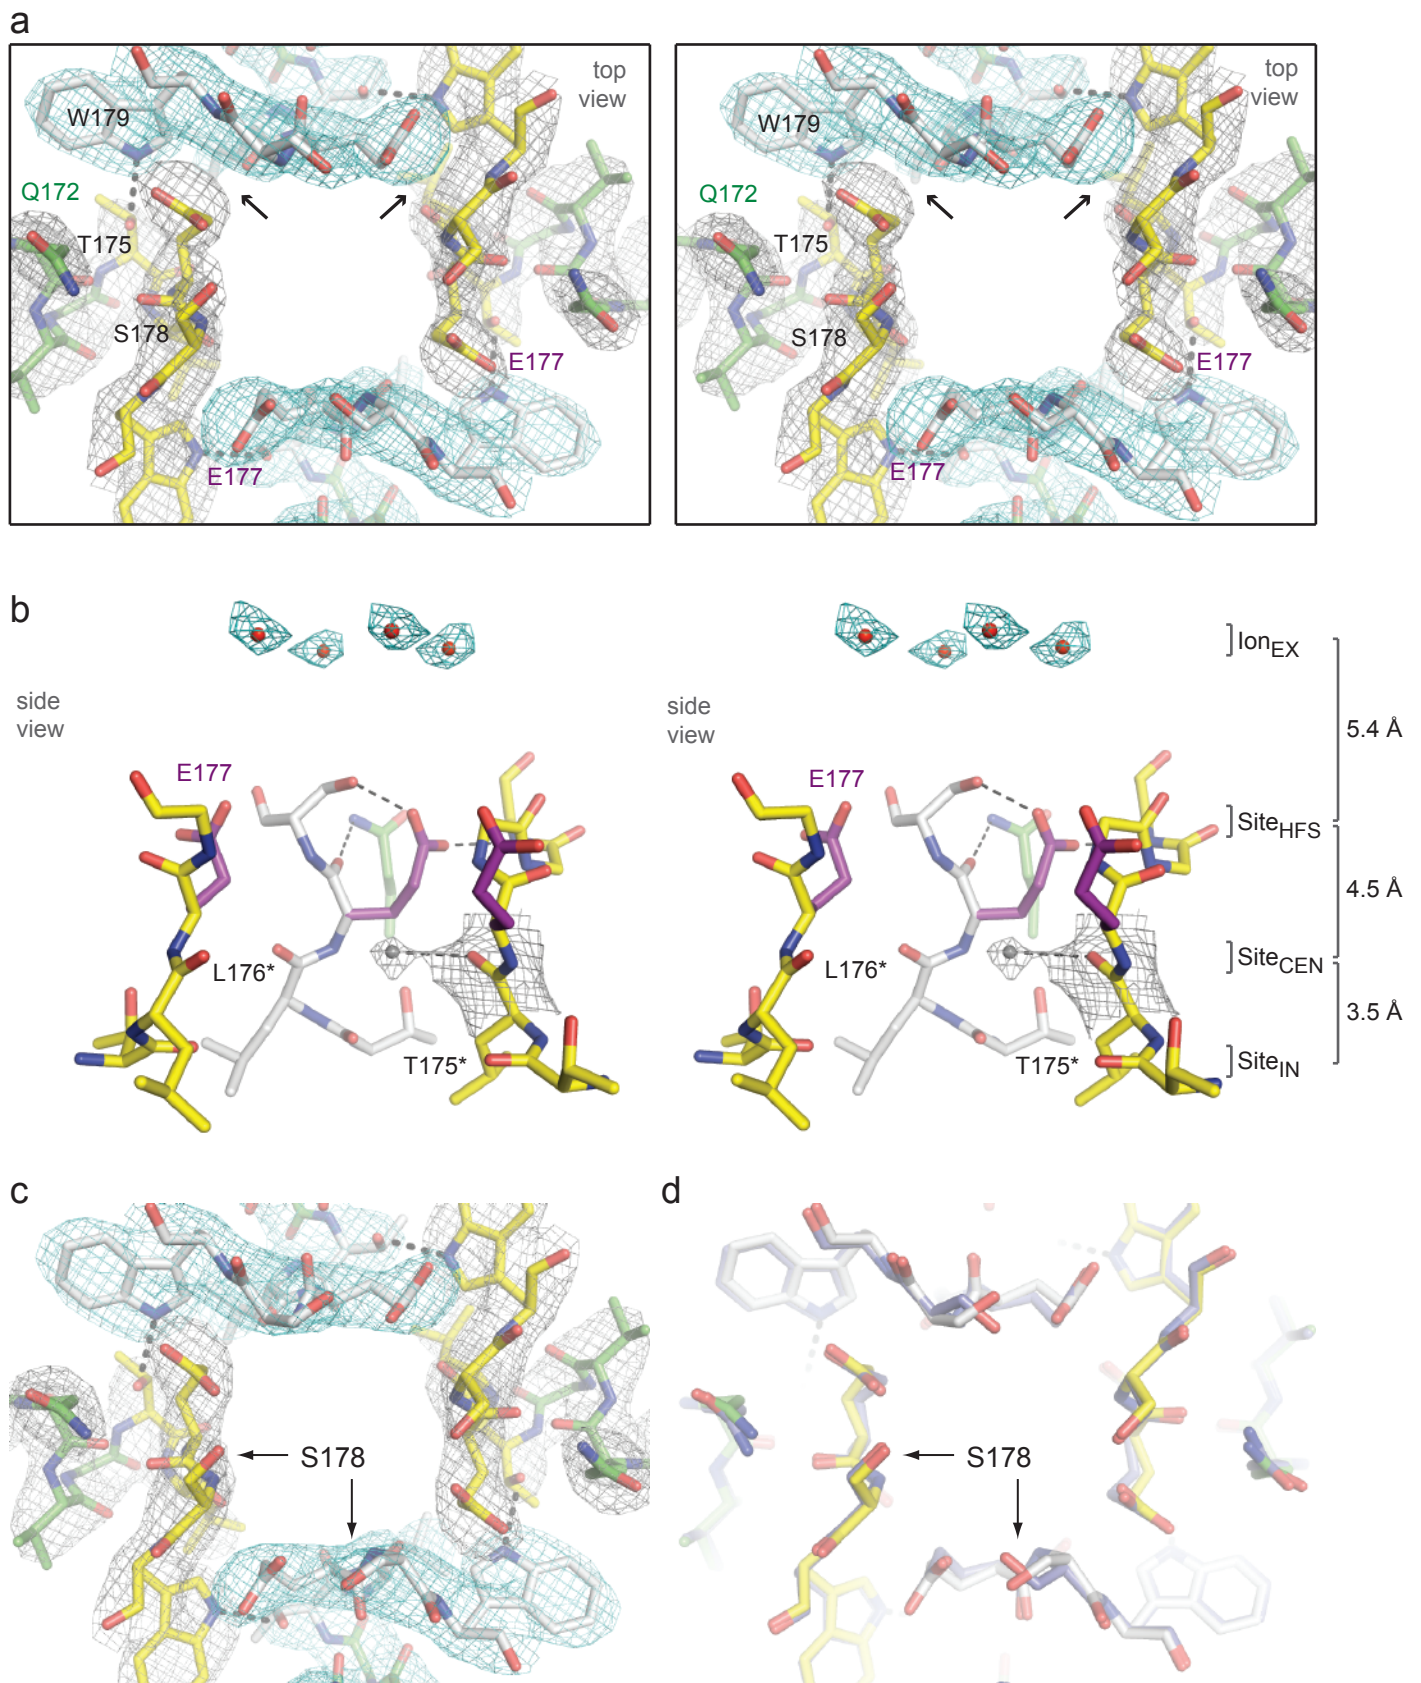 a
top
view
W179
Q172
T175
S178
E177
E177
top
view
W179
Q172
T175
S178
E177
E177
b
side
view
E177
L176*
T175*
side
view
E177
L176*
T175*
IonEX
5.4 Å
SiteHFS
4.5 Å
SiteCEN
3.5 Å
SiteIN
c
S178
d
S178